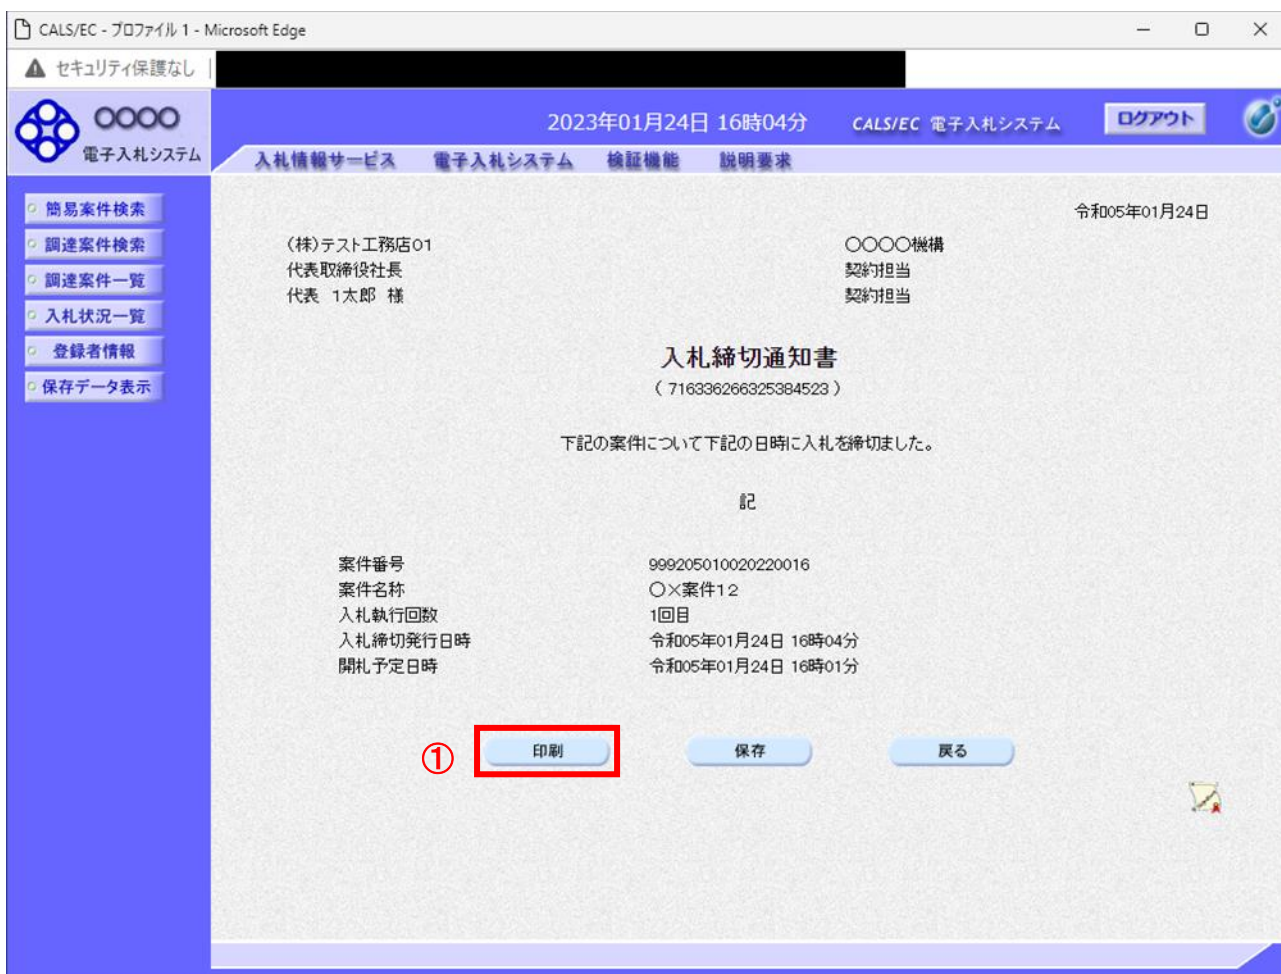 CALS/EC - プロファイル 1 - Microsoft Edge
セキュリティ保護なし
〇〇〇〇
電子入札システム
2023年01月24日 16時04分
CALS/EC 電子入札システム
ログアウト
入札情報サービス 電子入札システム 検証機能 説明要求
簡易案件検索
調達案件検索
調達案件一覧
入札状況一覧
登録者情報
保存データ表示
令和05年01月24日
(株)テスト工務店01
代表取締役社長
代表 1太郎 様
〇〇〇〇機構
契約担当
契約担当
入札締切通知書
( 716336266325384523 )
下記の案件について下記の日時に入札を締切ました。
記
案件番号 999205010020220016
案件名称 〇×案件12
入札執行回数 1回目
入札締切発行日時 令和05年01月24日 16時04分
開札予定日時 令和05年01月24日 16時01分
① 印刷 保存 戻る